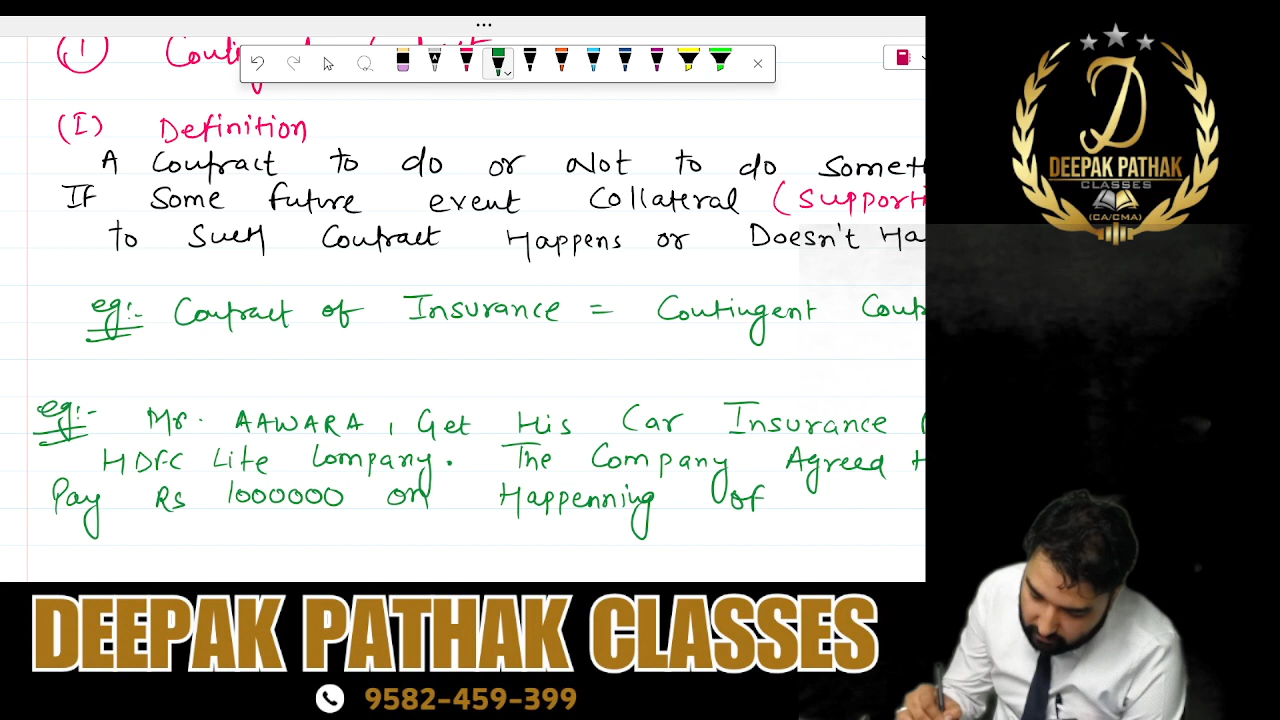 (I) Definition
A Contract to do or Not to do Somet
If Some future event Collateral (Supporti
to Such Contract Happens or Doesn't Ha
eg:- Contract of Insurance = Contingent Cont
eg:- Mr. AAWARA, Get His Car Insurance
HDFC Life Company. The Company Agreed
Pay Rs 1000000 on Happenning of
D
DEEPAK PATHAK
CLASSES
(CA/CMA)
DEEPAK PATHAK CLASSES
9582-459-399